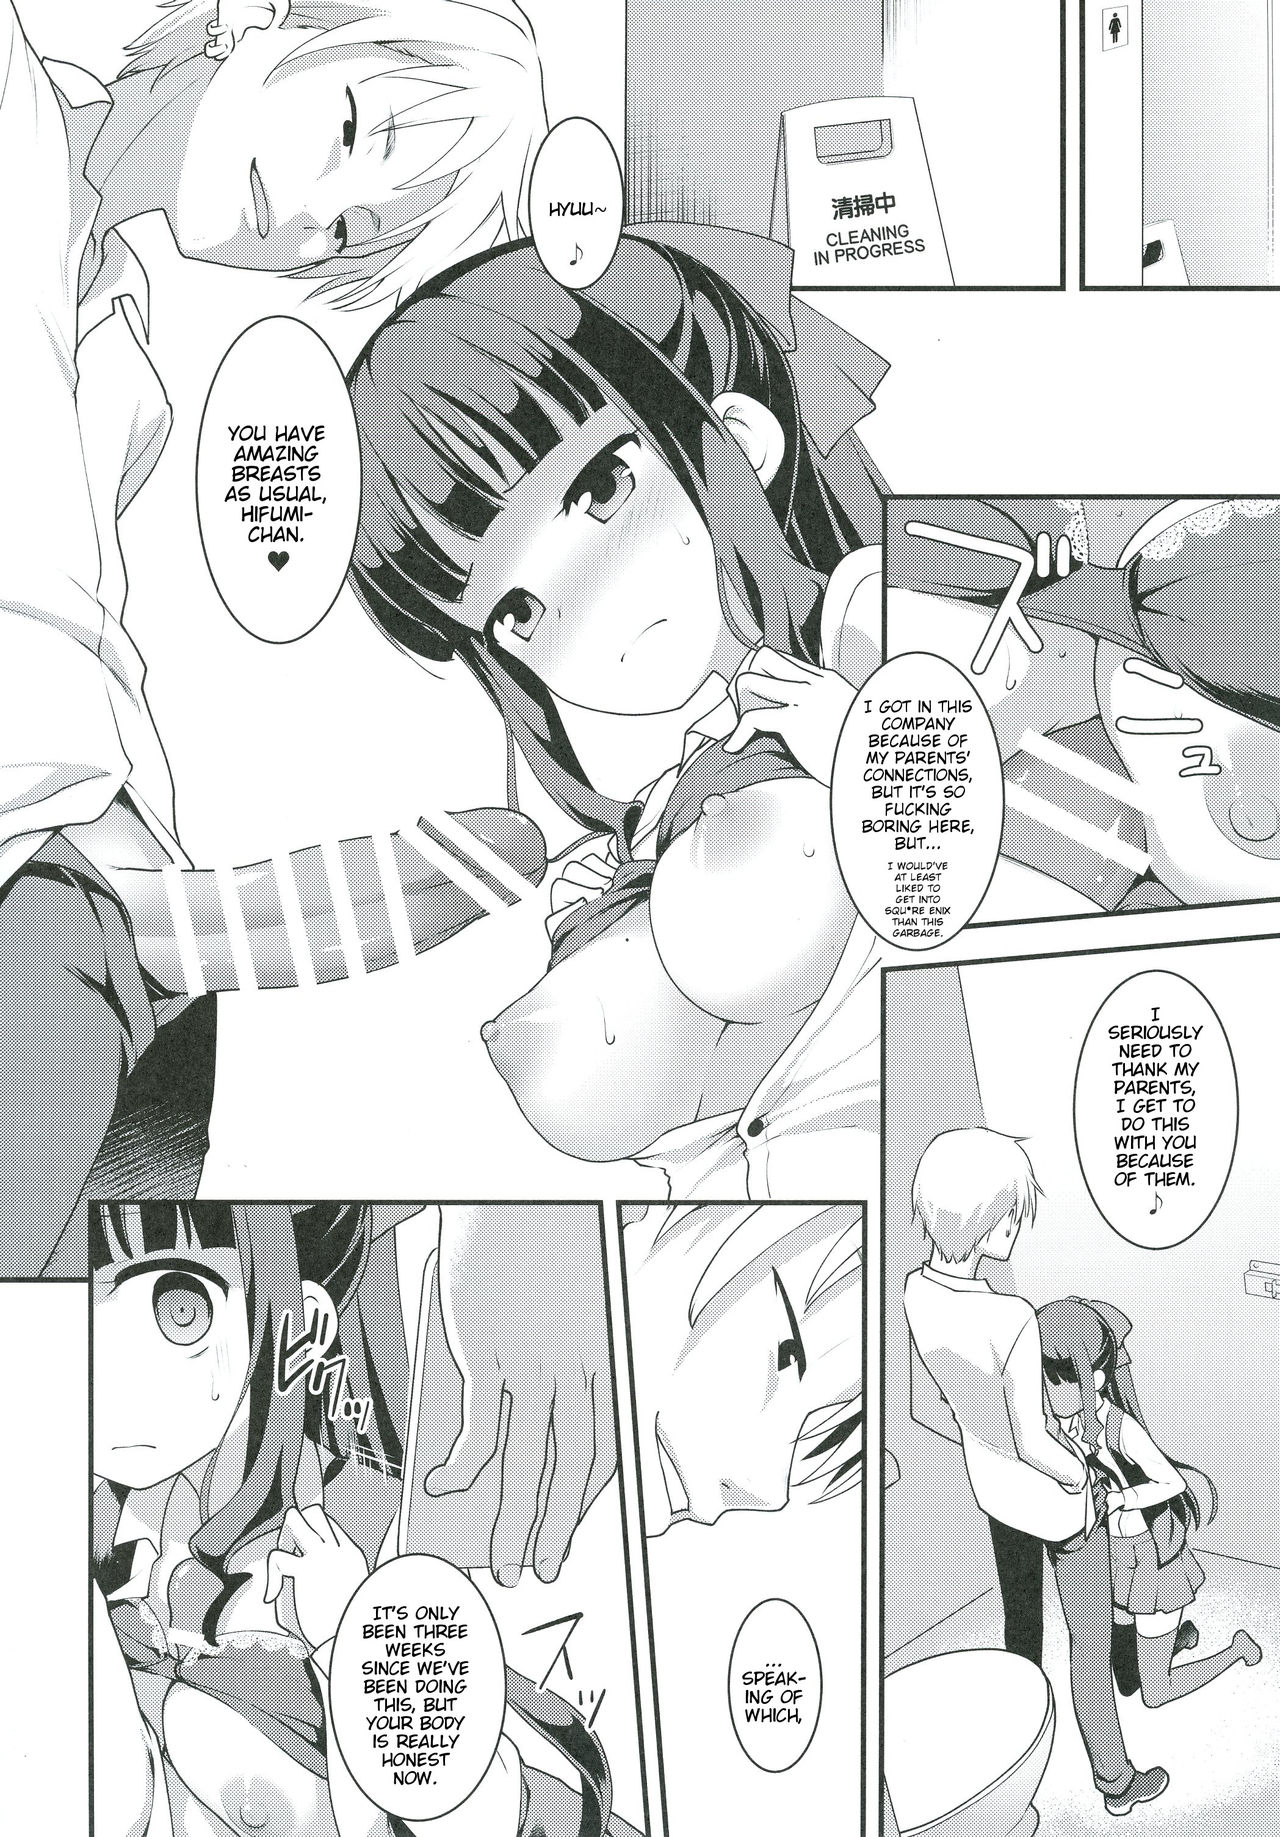 清掃中
CLEANING
IN PROGRESS
HYUU~
♪
YOU HAVE
AMAZING
BREASTS
AS USUAL,
HIFUMI-
CHAN.
♥
I GOT IN THIS
COMPANY
BECAUSE OF
MY PARENTS'
CONNECTIONS,
BUT IT'S SO
FUCKING
BORING HERE,
BUT...
I WOULD'VE
AT LEAST
LIKED TO
GET INTO
SQU*RE ENIX
THAN THIS
GARBAGE.
I
SERIOUSLY
NEED TO
THANK MY
PARENTS,
I GET TO
DO THIS
WITH YOU
BECAUSE
OF THEM.
♪
...
SPEAK-
ING OF
WHICH,
ビクッ
IT'S ONLY
BEEN THREE
WEEKS
SINCE WE'VE
BEEN DOING
THIS, BUT
YOUR BODY
IS REALLY
HONEST
NOW.